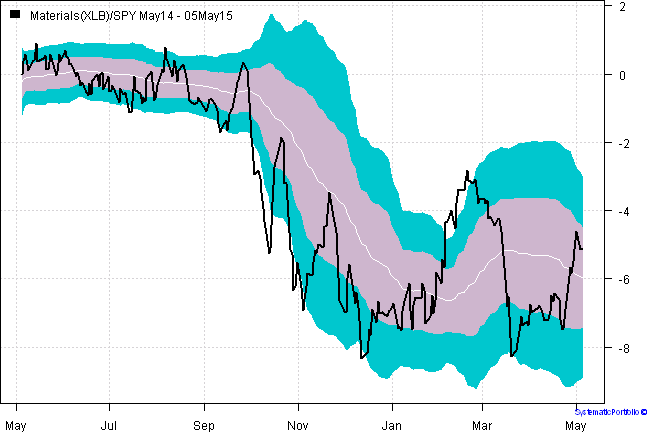 Materials(XLB)/SPY May14 - 05May15
2
0
-2
-4
-6
-8
SystematicPortfolio ©
May
Jul
Sep
Nov
Jan
Mar
May